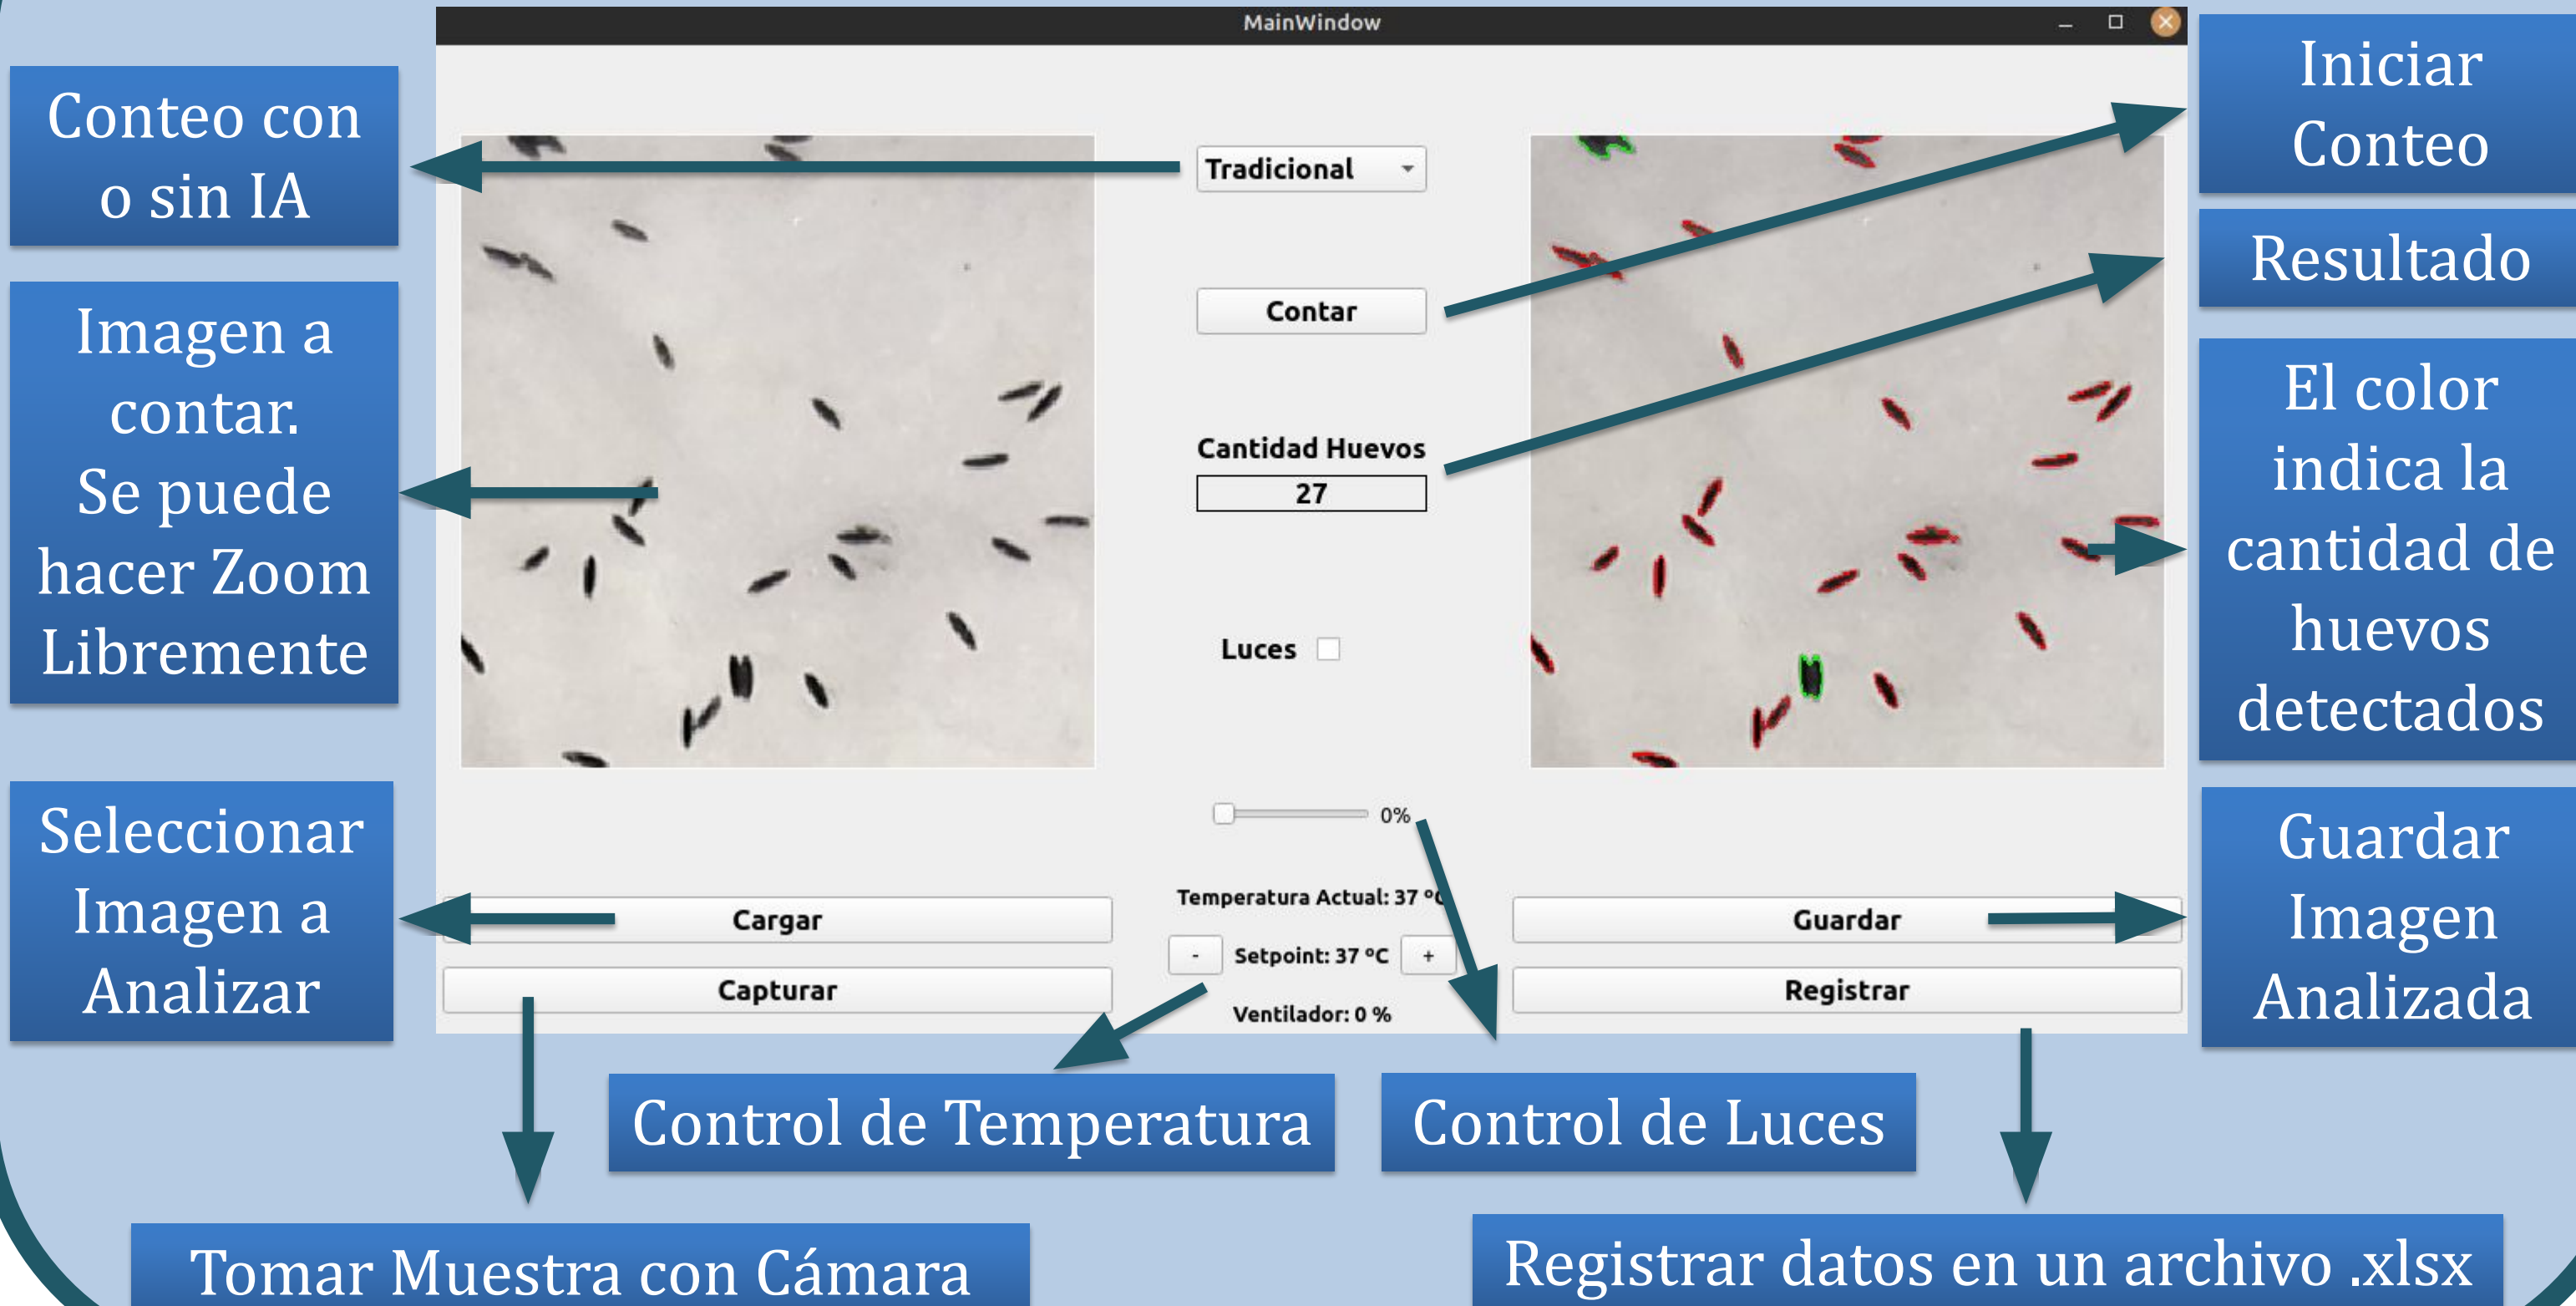 MainWindow
Conteo con
o sin IA
Imagen a
contar.
Se puede
hacer Zoom
Libremente
Seleccionar
Imagen a
Analizar
Tradicional
Contar
Cantidad Huevos
27
Luces
0%
Temperatura Actual: 37 ºC
- Setpoint: 37 ºC +
Ventilador: 0 %
Cargar
Capturar
Guardar
Registrar
Iniciar
Conteo
Resultado
El color
indica la
cantidad de
huevos
detectados
Guardar
Imagen
Analizada
Control de Temperatura
Control de Luces
Tomar Muestra con Cámara
Registrar datos en un archivo .xlsx